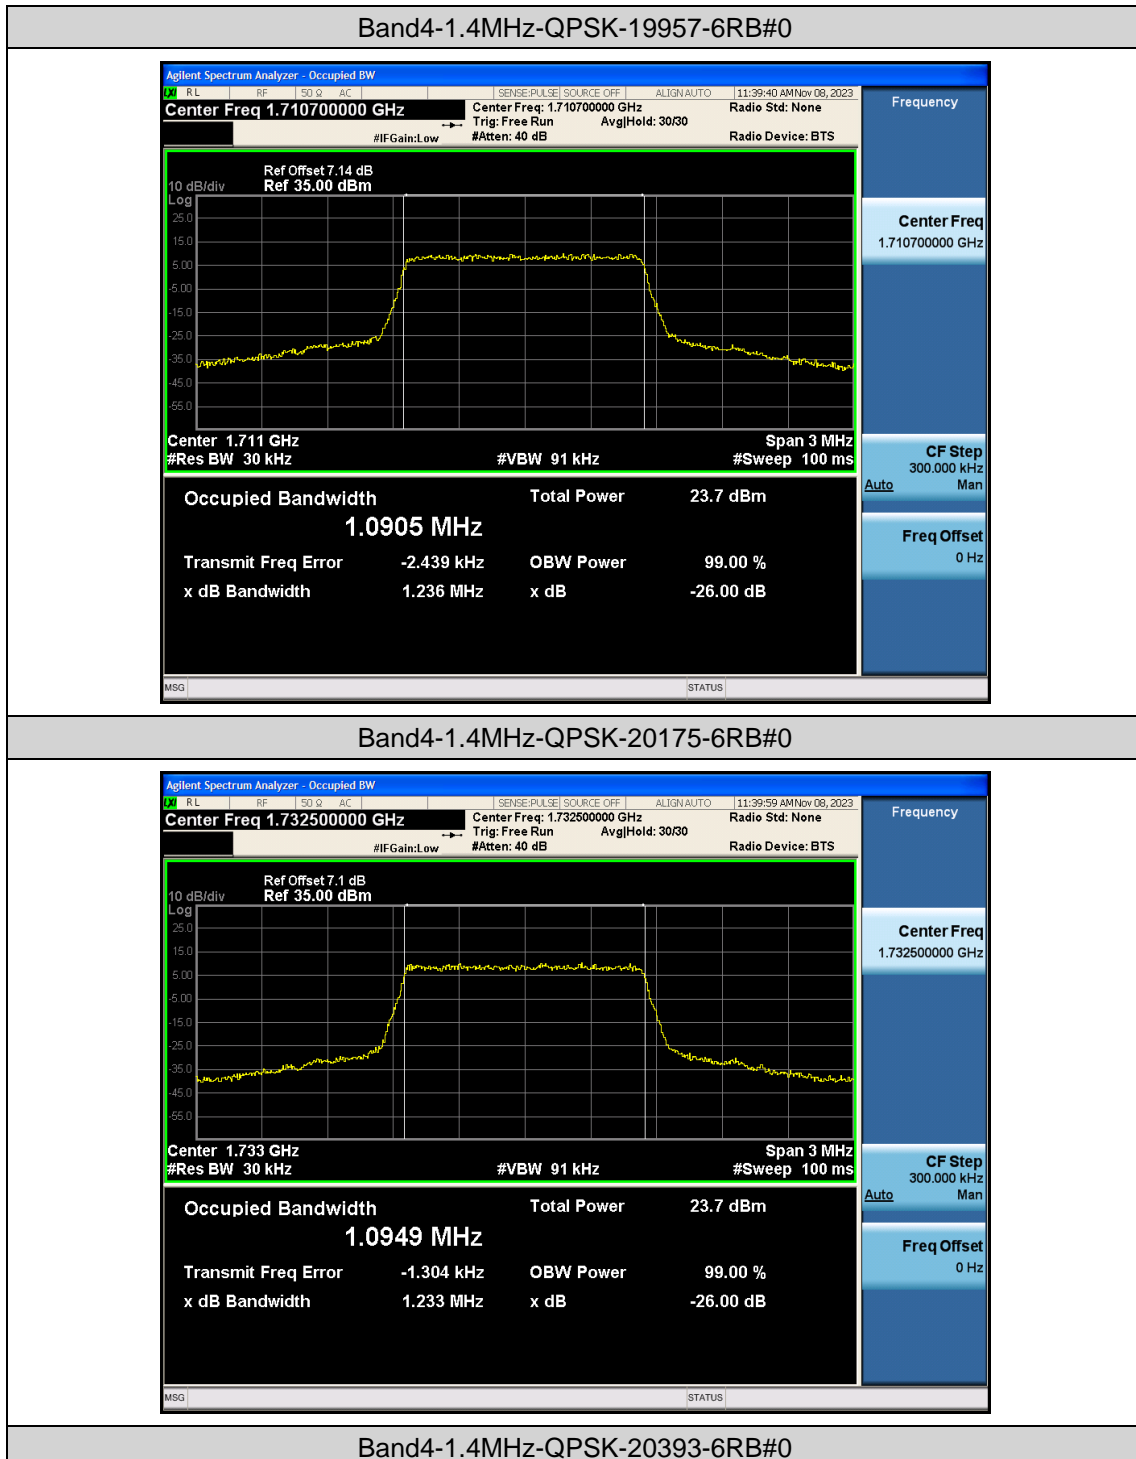 Band4-1.4MHz-QPSK-19957-6RB#0
Agilent Spectrum Analyzer - Occupied BW
LXI RL RF 50 Ω AC SENSE:PULSE SOURCE OFF ALIGN AUTO 11:39:40 AM Nov 08, 2023
Center Freq 1.710700000 GHz
Center Freq: 1.710700000 GHz
Radio Std: None
Trig: Free Run Avg|Hold: 30/30
#IFGain:Low
#Atten: 40 dB
Radio Device: BTS
Frequency
Ref Offset 7.14 dB
10 dB/div Ref 35.00 dBm
Log
25.0
15.0
5.00
-5.00
-15.0
-25.0
-35.0
-45.0
-55.0
Center Freq
1.710700000 GHz
Center 1.711 GHz Span 3 MHz
#Res BW 30 kHz #VBW 91 kHz #Sweep 100 ms
CF Step
300.000 kHz
Auto Man
Occupied Bandwidth Total Power 23.7 dBm
1.0905 MHz
Freq Offset
0 Hz
Transmit Freq Error -2.439 kHz OBW Power 99.00 %
x dB Bandwidth 1.236 MHz x dB -26.00 dB
MSG STATUS
Band4-1.4MHz-QPSK-20175-6RB#0
Agilent Spectrum Analyzer - Occupied BW
LXI RL RF 50 Ω AC SENSE:PULSE SOURCE OFF ALIGN AUTO 11:39:59 AM Nov 08, 2023
Center Freq 1.732500000 GHz
Center Freq: 1.732500000 GHz
Radio Std: None
Trig: Free Run Avg|Hold: 30/30
#IFGain:Low
#Atten: 40 dB
Radio Device: BTS
Frequency
Ref Offset 7.1 dB
10 dB/div Ref 35.00 dBm
Log
25.0
15.0
5.00
-5.00
-15.0
-25.0
-35.0
-45.0
-55.0
Center Freq
1.732500000 GHz
Center 1.733 GHz Span 3 MHz
#Res BW 30 kHz #VBW 91 kHz #Sweep 100 ms
CF Step
300.000 kHz
Auto Man
Occupied Bandwidth Total Power 23.7 dBm
1.0949 MHz
Freq Offset
0 Hz
Transmit Freq Error -1.304 kHz OBW Power 99.00 %
x dB Bandwidth 1.233 MHz x dB -26.00 dB
MSG STATUS
Band4-1.4MHz-QPSK-20393-6RB#0